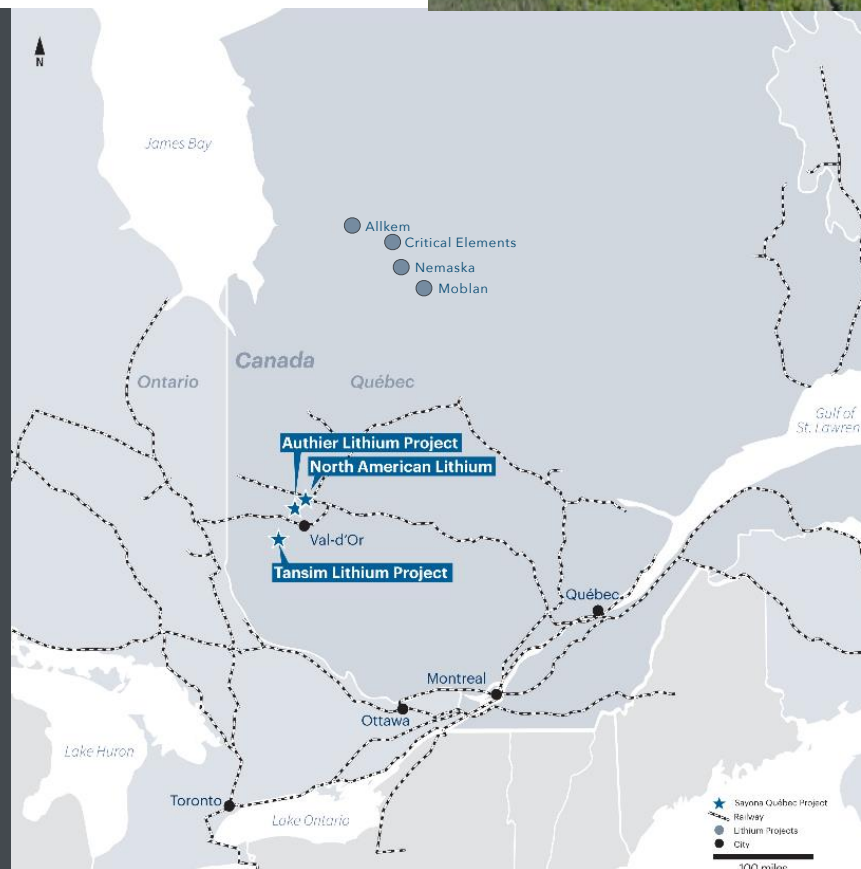 N
James Bay
Allkem
Critical Elements
Nemaska
Moblan
Canada
Ontario
Québec
Gulf of
St. Lawren
Authier Lithium Project
North American Lithium
Val-d'Or
Tansim Lithium Project
Québec
Montreal
Ottawa
Lake Huron
Toronto
Lake Ontario
Sayona Québec Project
Railway
Lithium Projects
City
100 miles